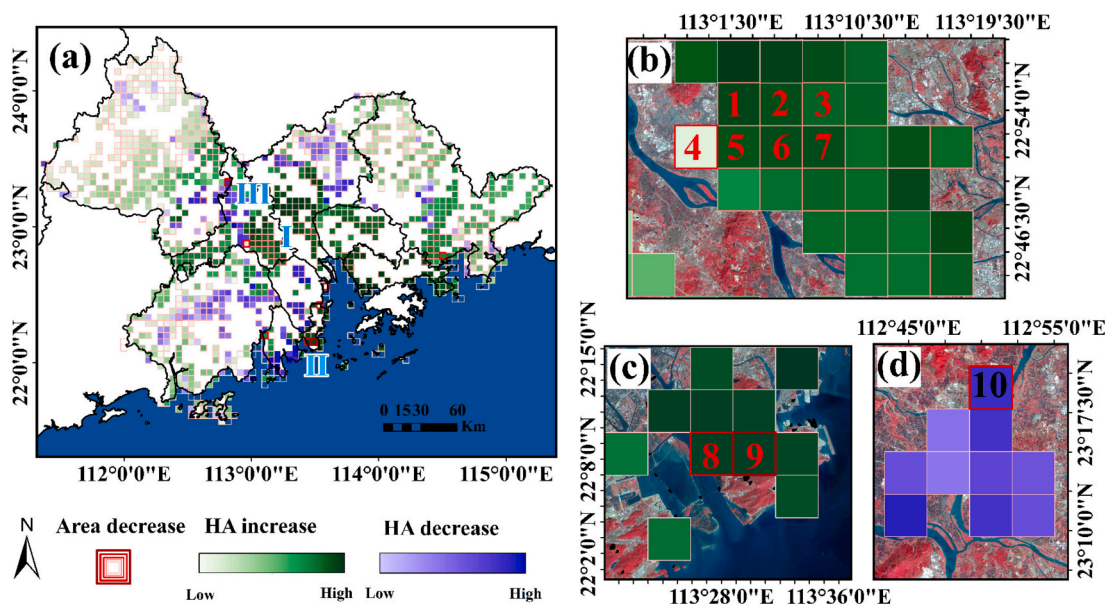 (a)
24°0'0"N
23°0'0"N
22°0'0"N
III
I
II
0 15 30 60
Km
112°0'0"E 113°0'0"E 114°0'0"E 115°0'0"E
N
Area decrease
HA increase
Low High
HA decrease
Low High
113°1'30"E 113°10'30"E 113°19'30"E
(b)
1 2 3
4 5 6 7
22°54'0"N
22°46'30"N
(c)
22°15'0"N
22°8'0"N
22°2'0"N
8 9
113°28'0"E 113°36'0"E
112°45'0"E 112°55'0"E
(d)
10
23°17'30"N
23°10'0"N